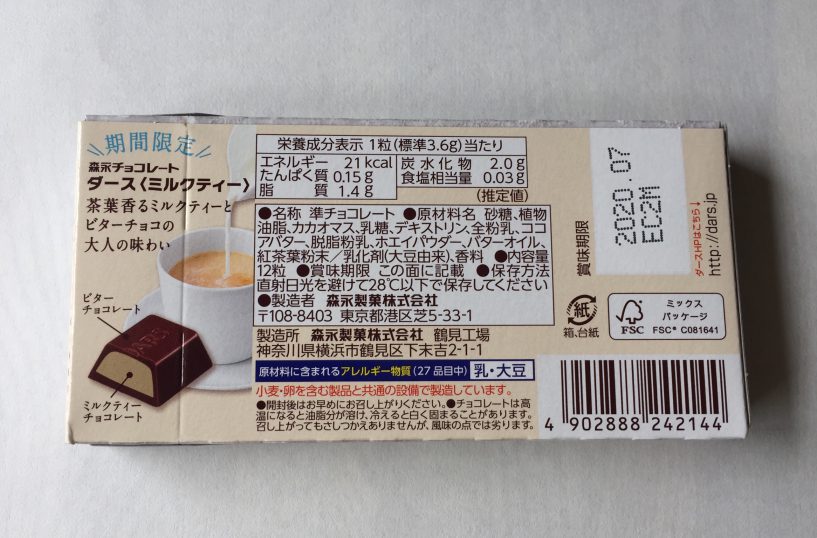 期間限定
森永チョコレート
ダース〈ミルクティー〉
茶葉香るミルクティーと
ビターチョコの
大人の味わい
ビター
チョコレート
DARS
ミルクティー
チョコレート
栄養成分表示 1粒(標準3.6g)当たり
エネルギー 21kcal 炭水化物 2.0g
たんぱく質 0.15g 食塩相当量 0.03g
脂質 1.4g
(推定値)
●名称 準チョコレート ●原材料名 砂糖、植物
油脂、カカオマス、乳糖、デキストリン、全粉乳、ココ
アバター、脱脂粉乳、ホエイパウダー、バターオイル、
紅茶葉粉末／乳化剤(大豆由来)、香料 ●内容量
12粒 ●賞味期限 この面に記載 ●保存方法
直射日光を避けて28℃以下で保存してください
●製造者 森永製菓株式会社
〒108-8403 東京都港区芝5-33-1
製造所 森永製菓株式会社 鶴見工場
神奈川県横浜市鶴見区下末吉2-1-1
原材料に含まれるアレルギー物質(27品目中) 乳・大豆
小麦・卵を含む製品と共通の設備で製造しています。
●開封後はお早めにお召し上がりください。●チョコレートは高
温になると油脂分が溶け、冷えると白く固まることがあります。
召し上がってもさしつかえありませんが、風味の点では劣ります。
賞味期限
2020.07
EC2M
ダースHPはこちら↓
http://dars.jp
紙
箱、台紙
FSC
ミックス
パッケージ
FSC® C081641
4 902888 242144